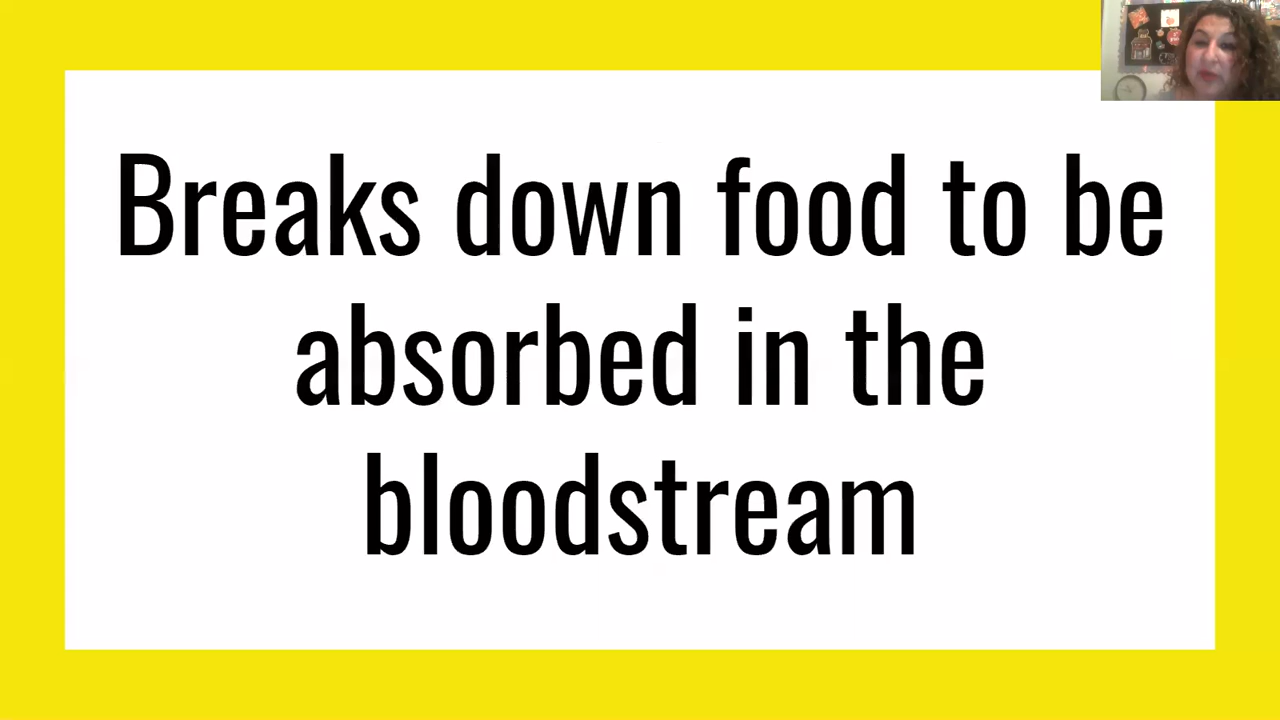 Breaks down food to be
absorbed in the
bloodstream